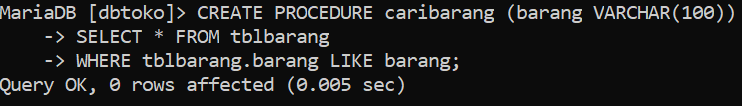 MariaDB [dbtoko]> CREATE PROCEDURE caribarang (barang VARCHAR(100))
    -> SELECT * FROM tblbarang
    -> WHERE tblbarang.barang LIKE barang;
Query OK, 0 rows affected (0.005 sec)